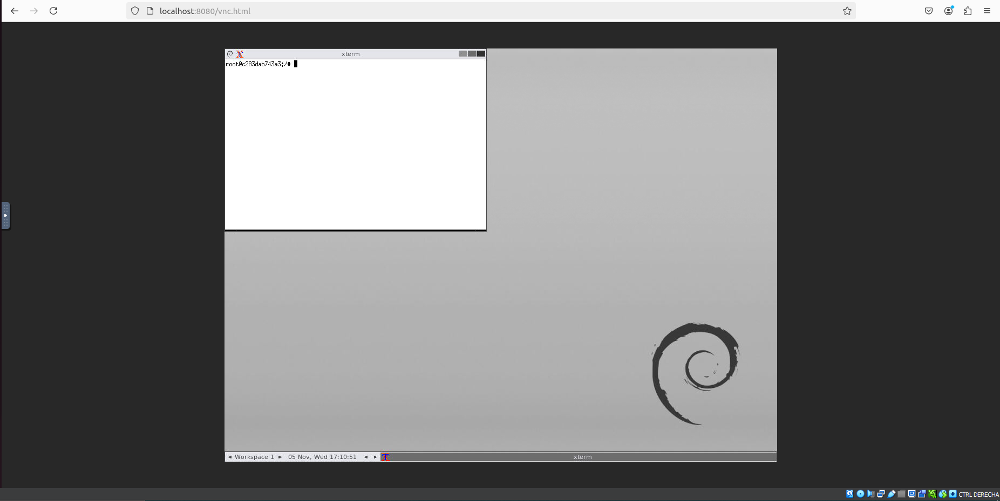 localhost:8080/vnc.html
xterm
root@c283dab743a3:/#
Workspace 1
05 Nov, Wed 17:10:51
xterm
CTRL DERECHA